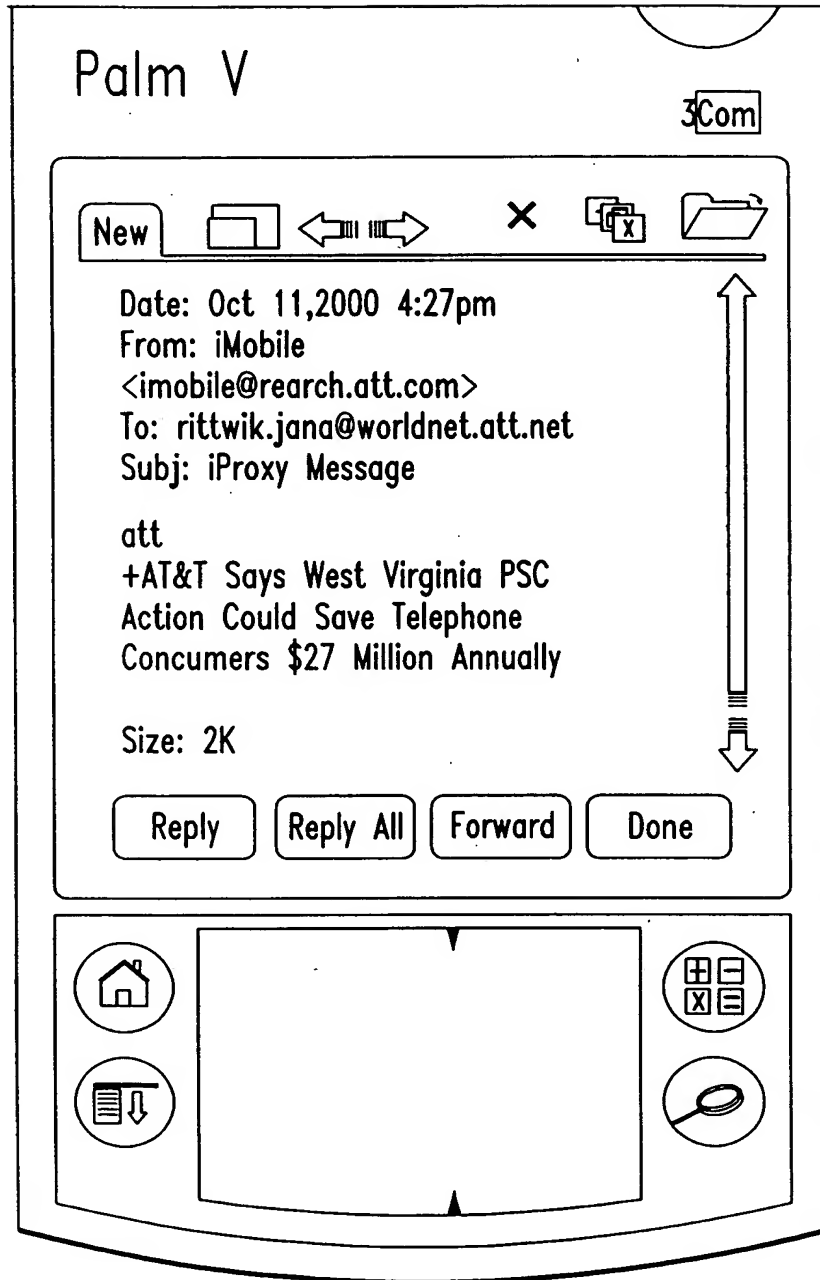 Palm V
3Com
New
Date: Oct 11,2000 4:27pm
From: iMobile
<imobile@rearch.att.com>
To: rittwik.jana@worldnet.att.net
Subj: iProxy Message
att
+AT&T Says West Virginia PSC
Action Could Save Telephone
Concumers $27 Million Annually
Size: 2K
Reply Reply All Forward Done